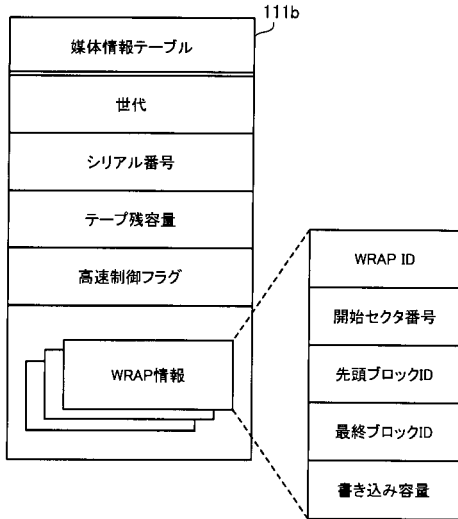 111b
媒体情報テーブル
世代
シリアル番号
テープ残容量
高速制御フラグ
WRAP情報
WRAP ID
開始セクタ番号
先頭ブロックID
最終ブロックID
書き込み容量